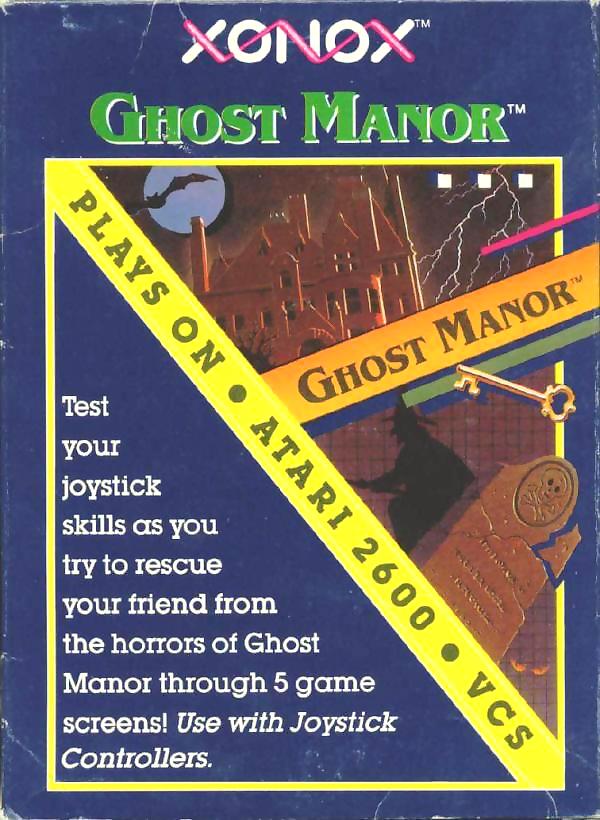 XONOX™
GHOST MANOR™
PLAYS ON • ATARI 2600 • VCS
GHOST MANOR™
Test
your
joystick
skills as you
try to rescue
your friend from
the horrors of Ghost
Manor through 5 game
screens! Use with Joystick
Controllers.